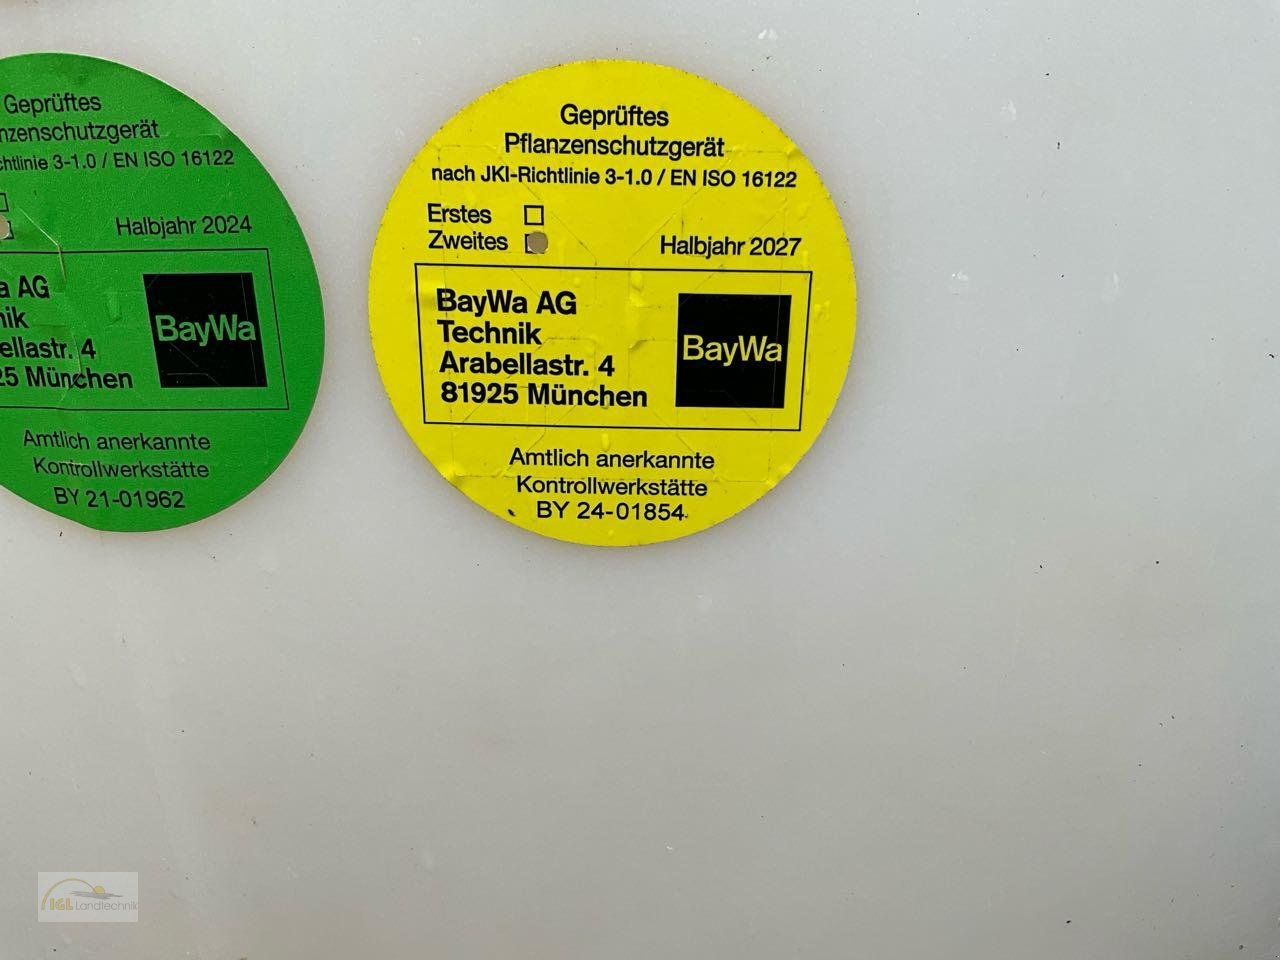 Geprüftes
nzenschutzgerät
chtlinie 3-1.0 / EN ISO 16122
Halbjahr 2024
a AG
nik
ellastr. 4
25 München
BayWa
Amtlich anerkannte
Kontrollwerkstätte
BY 21-01962
Geprüftes
Pflanzenschutzgerät
nach JKI-Richtlinie 3-1.0 / EN ISO 16122
Erstes
Zweites Halbjahr 2027
BayWa AG
Technik
Arabellastr. 4
81925 München
BayWa
Amtlich anerkannte
Kontrollwerkstätte
BY 24-01854
IGL Landtechnik